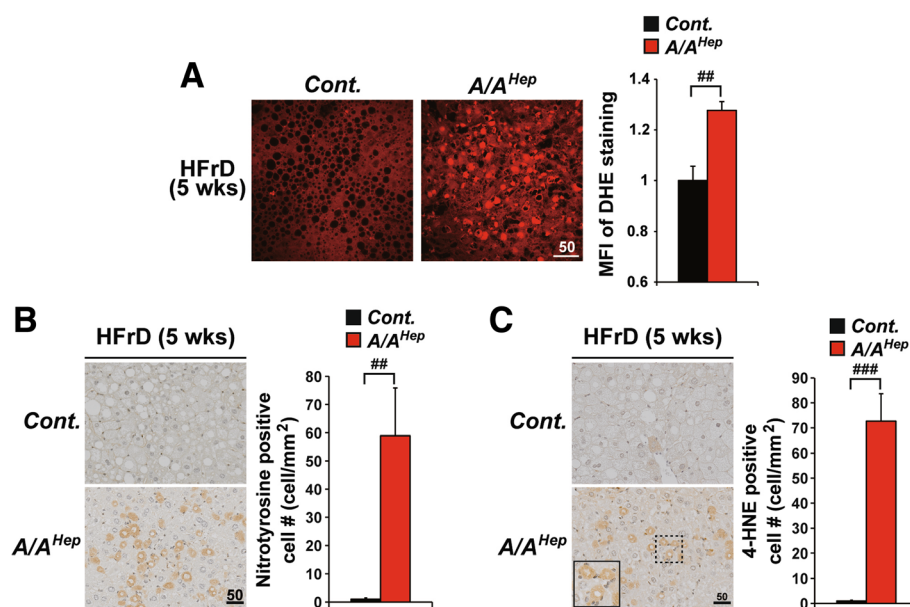 Cont.
A/A^Hep
A
Cont.
A/A^Hep
HFrD
(5 wks)
50
MFI of DHE staining
1.4
1.2
1
0.8
0.6
##
B
HFrD (5 wks)
Cont.
A/A^Hep
50
Cont.
A/A^Hep
Nitrotyrosine positive
cell # (cell/mm²)
80
70
60
50
40
30
20
10
0
##
C
HFrD (5 wks)
Cont.
A/A^Hep
50
Cont.
A/A^Hep
4-HNE positive
cell # (cell/mm²)
90
80
70
60
50
40
30
20
10
0
###